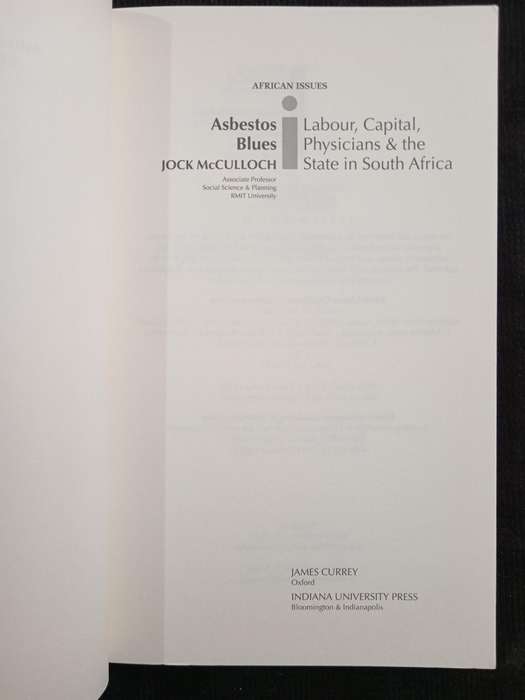 AFRICAN ISSUES
Asbestos
Blues
JOCK McCULLOCH
Associate Professor
Social Science & Planning
RMIT University
Labour, Capital,
Physicians & the
State in South Africa
JAMES CURREY
Oxford
INDIANA UNIVERSITY PRESS
Bloomington & Indianapolis